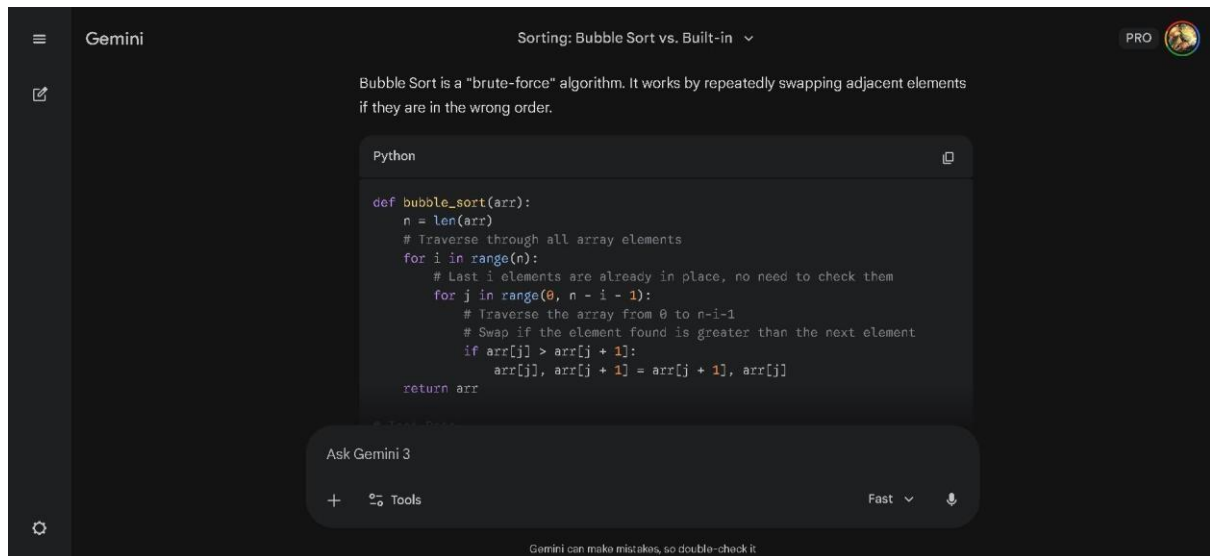 Gemini
Sorting: Bubble Sort vs. Built-in
PRO
Bubble Sort is a "brute-force" algorithm. It works by repeatedly swapping adjacent elements
if they are in the wrong order.
Python
def bubble_sort(arr):
    n = len(arr)
    # Traverse through all array elements
    for i in range(n):
        # Last i elements are already in place, no need to check them
        for j in range(0, n - i - 1):
            # Traverse the array from 0 to n-i-1
            # Swap if the element found is greater than the next element
            if arr[j] > arr[j + 1]:
                arr[j], arr[j + 1] = arr[j + 1], arr[j]
    return arr
Ask Gemini 3
Tools
Fast
Gemini can make mistakes, so double-check it